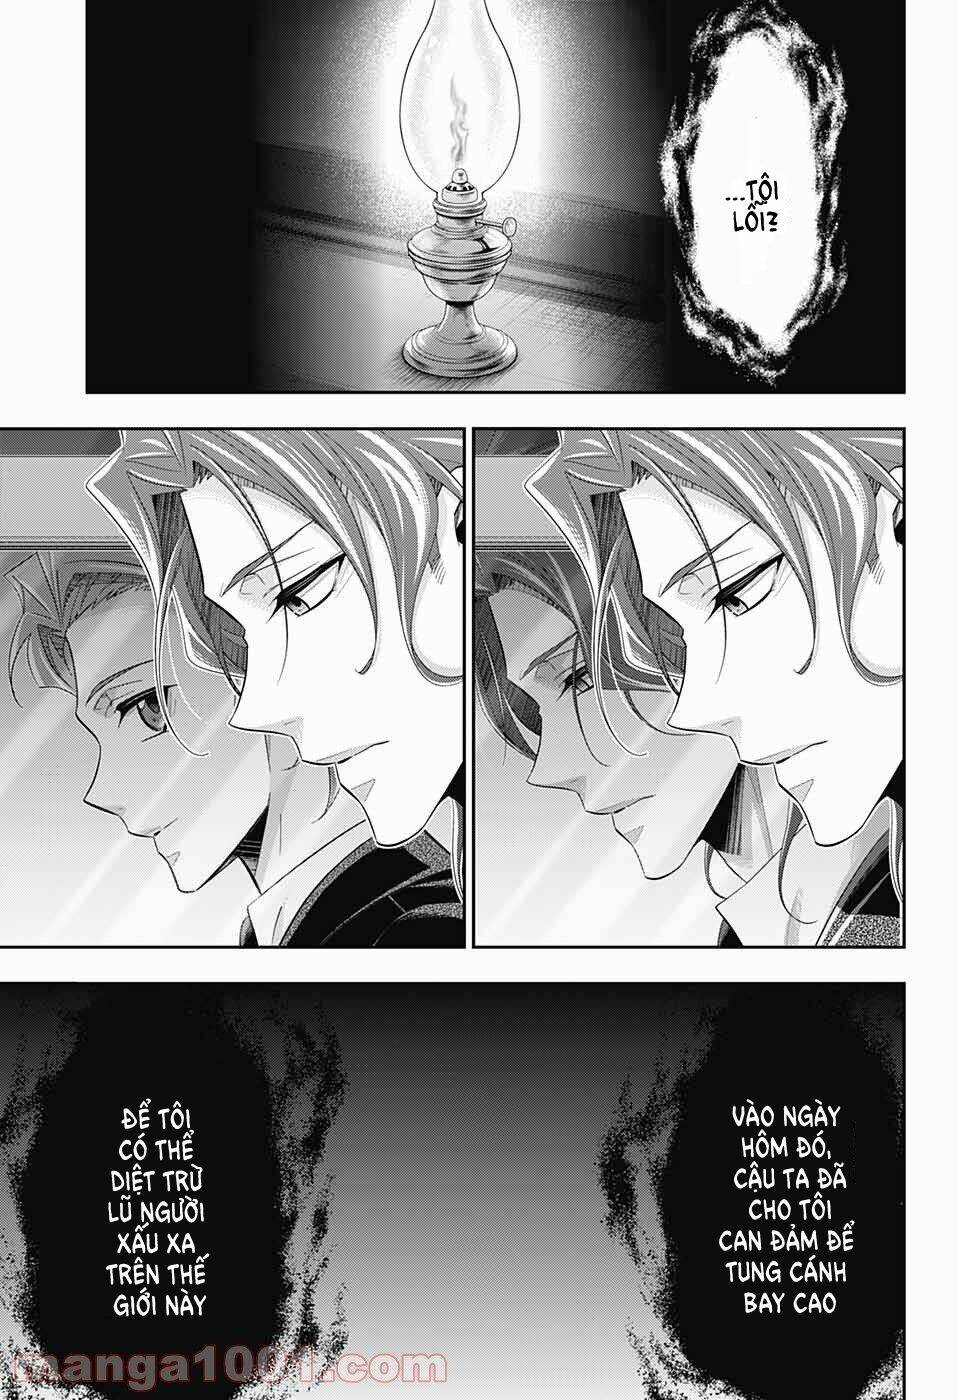 ...TỘI
LỖI?
VÀO NGÀY
HÔM ĐÓ,
CẬU TA ĐÃ
CHO TÔI
CAN ĐẢM ĐỂ
TUNG CÁNH
BAY CAO
ĐỂ TÔI
CÓ THỂ
DIỆT TRỪ
LŨ NGƯỜI
XẤU XA
TRÊN THẾ
GIỚI NÀY
manga1001.com